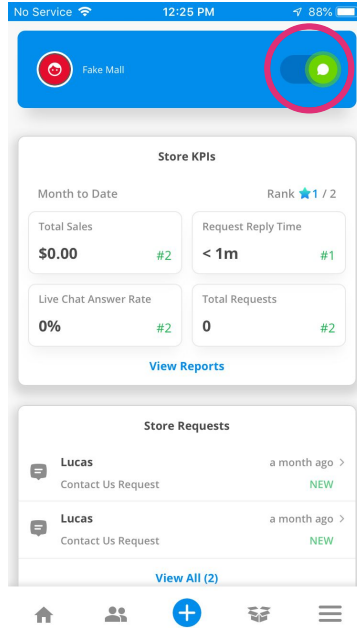 No Service 12:25 PM 88%
Fake Mall
Store KPIs
Month to Date Rank 1 / 2
Total Sales Request Reply Time
$0.00 #2 < 1m #1
Live Chat Answer Rate Total Requests
0% #2 0 #2
View Reports
Store Requests
Lucas a month ago
Contact Us Request NEW
Lucas a month ago
Contact Us Request NEW
View All (2)